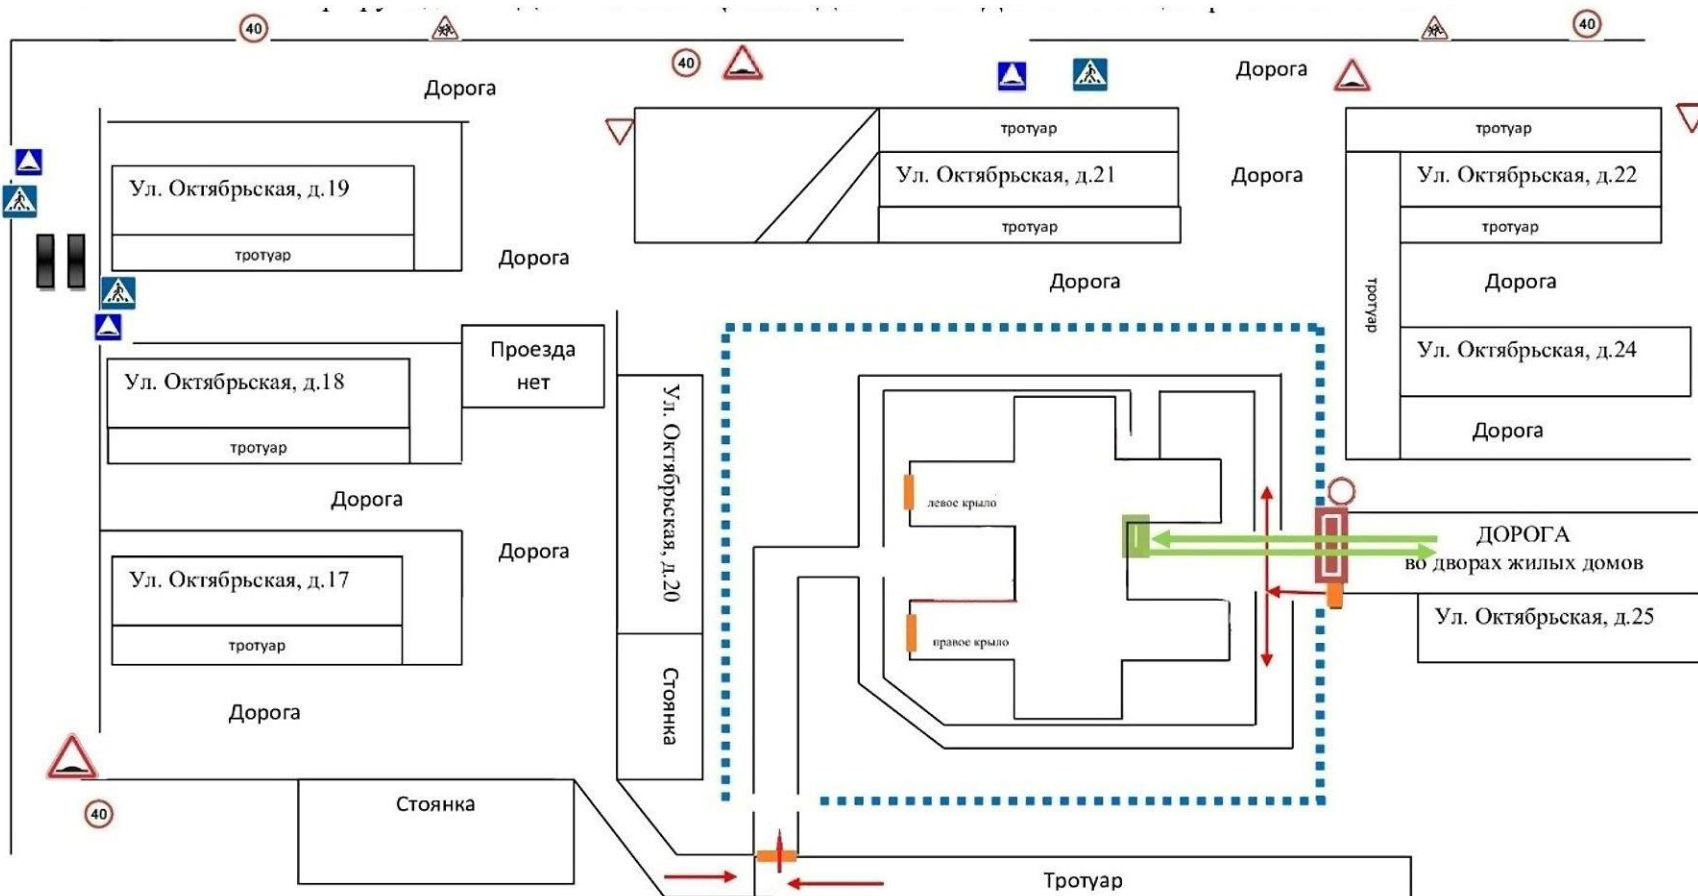 40
40
40
Дорога
Дорога
тротуар
тротуар
Ул. Октябрьская, д.19
Ул. Октябрьская, д.21
Дорога
Ул. Октябрьская, д.22
тротуар
тротуар
тротуар
Дорога
Дорога
Дорога
тротуар
Проезда
нет
Ул. Октябрьская, д.24
Ул. Октябрьская, д.18
тротуар
Ул. Октябрьская, д.20
Дорога
Дорога
левое крыло
ДОРОГА
во дворах жилых домов
Дорога
Ул. Октябрьская, д.17
тротуар
правое крыло
Ул. Октябрьская, д.25
Стоянка
Дорога
Стоянка
40
Тротуар